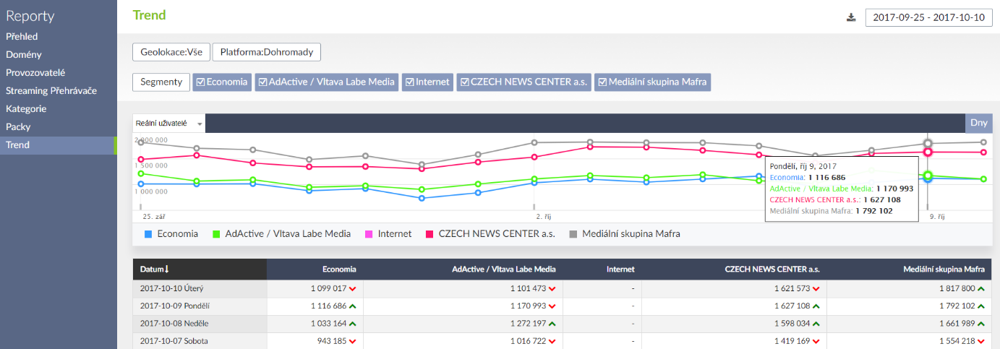 Reporty
Přehled
Domény
Provozovatelé
Streaming Přehrávače
Kategorie
Packy
Trend
Trend
2017-09-25 - 2017-10-10
Geolokace:Vše Platforma:Dohromady
Segmenty Economia AdActive / Vltava Labe Media Internet CZECH NEWS CENTER a.s. Mediální skupina Mafra
Reální uživatelé Dny
2 000 000
1 500 000
1 000 000
Pondělí, říj 9, 2017
Economia: 1 116 686
AdActive / Vltava Labe Media: 1 170 993
CZECH NEWS CENTER a.s.: 1 627 108
Mediální skupina Mafra: 1 792 102
25. zář 2. říj 9. říj
Economia AdActive / Vltava Labe Media Internet CZECH NEWS CENTER a.s. Mediální skupina Mafra
Datum Economia AdActive / Vltava Labe Media Internet CZECH NEWS CENTER a.s. Mediální skupina Mafra
2017-10-10 Úterý 1 099 017 1 101 473 - 1 621 573 1 817 800
2017-10-09 Pondělí 1 116 686 1 170 993 - 1 627 108 1 792 102
2017-10-08 Neděle 1 033 164 1 272 197 - 1 598 034 1 661 989
2017-10-07 Sobota 943 185 1 016 722 - 1 419 169 1 554 218